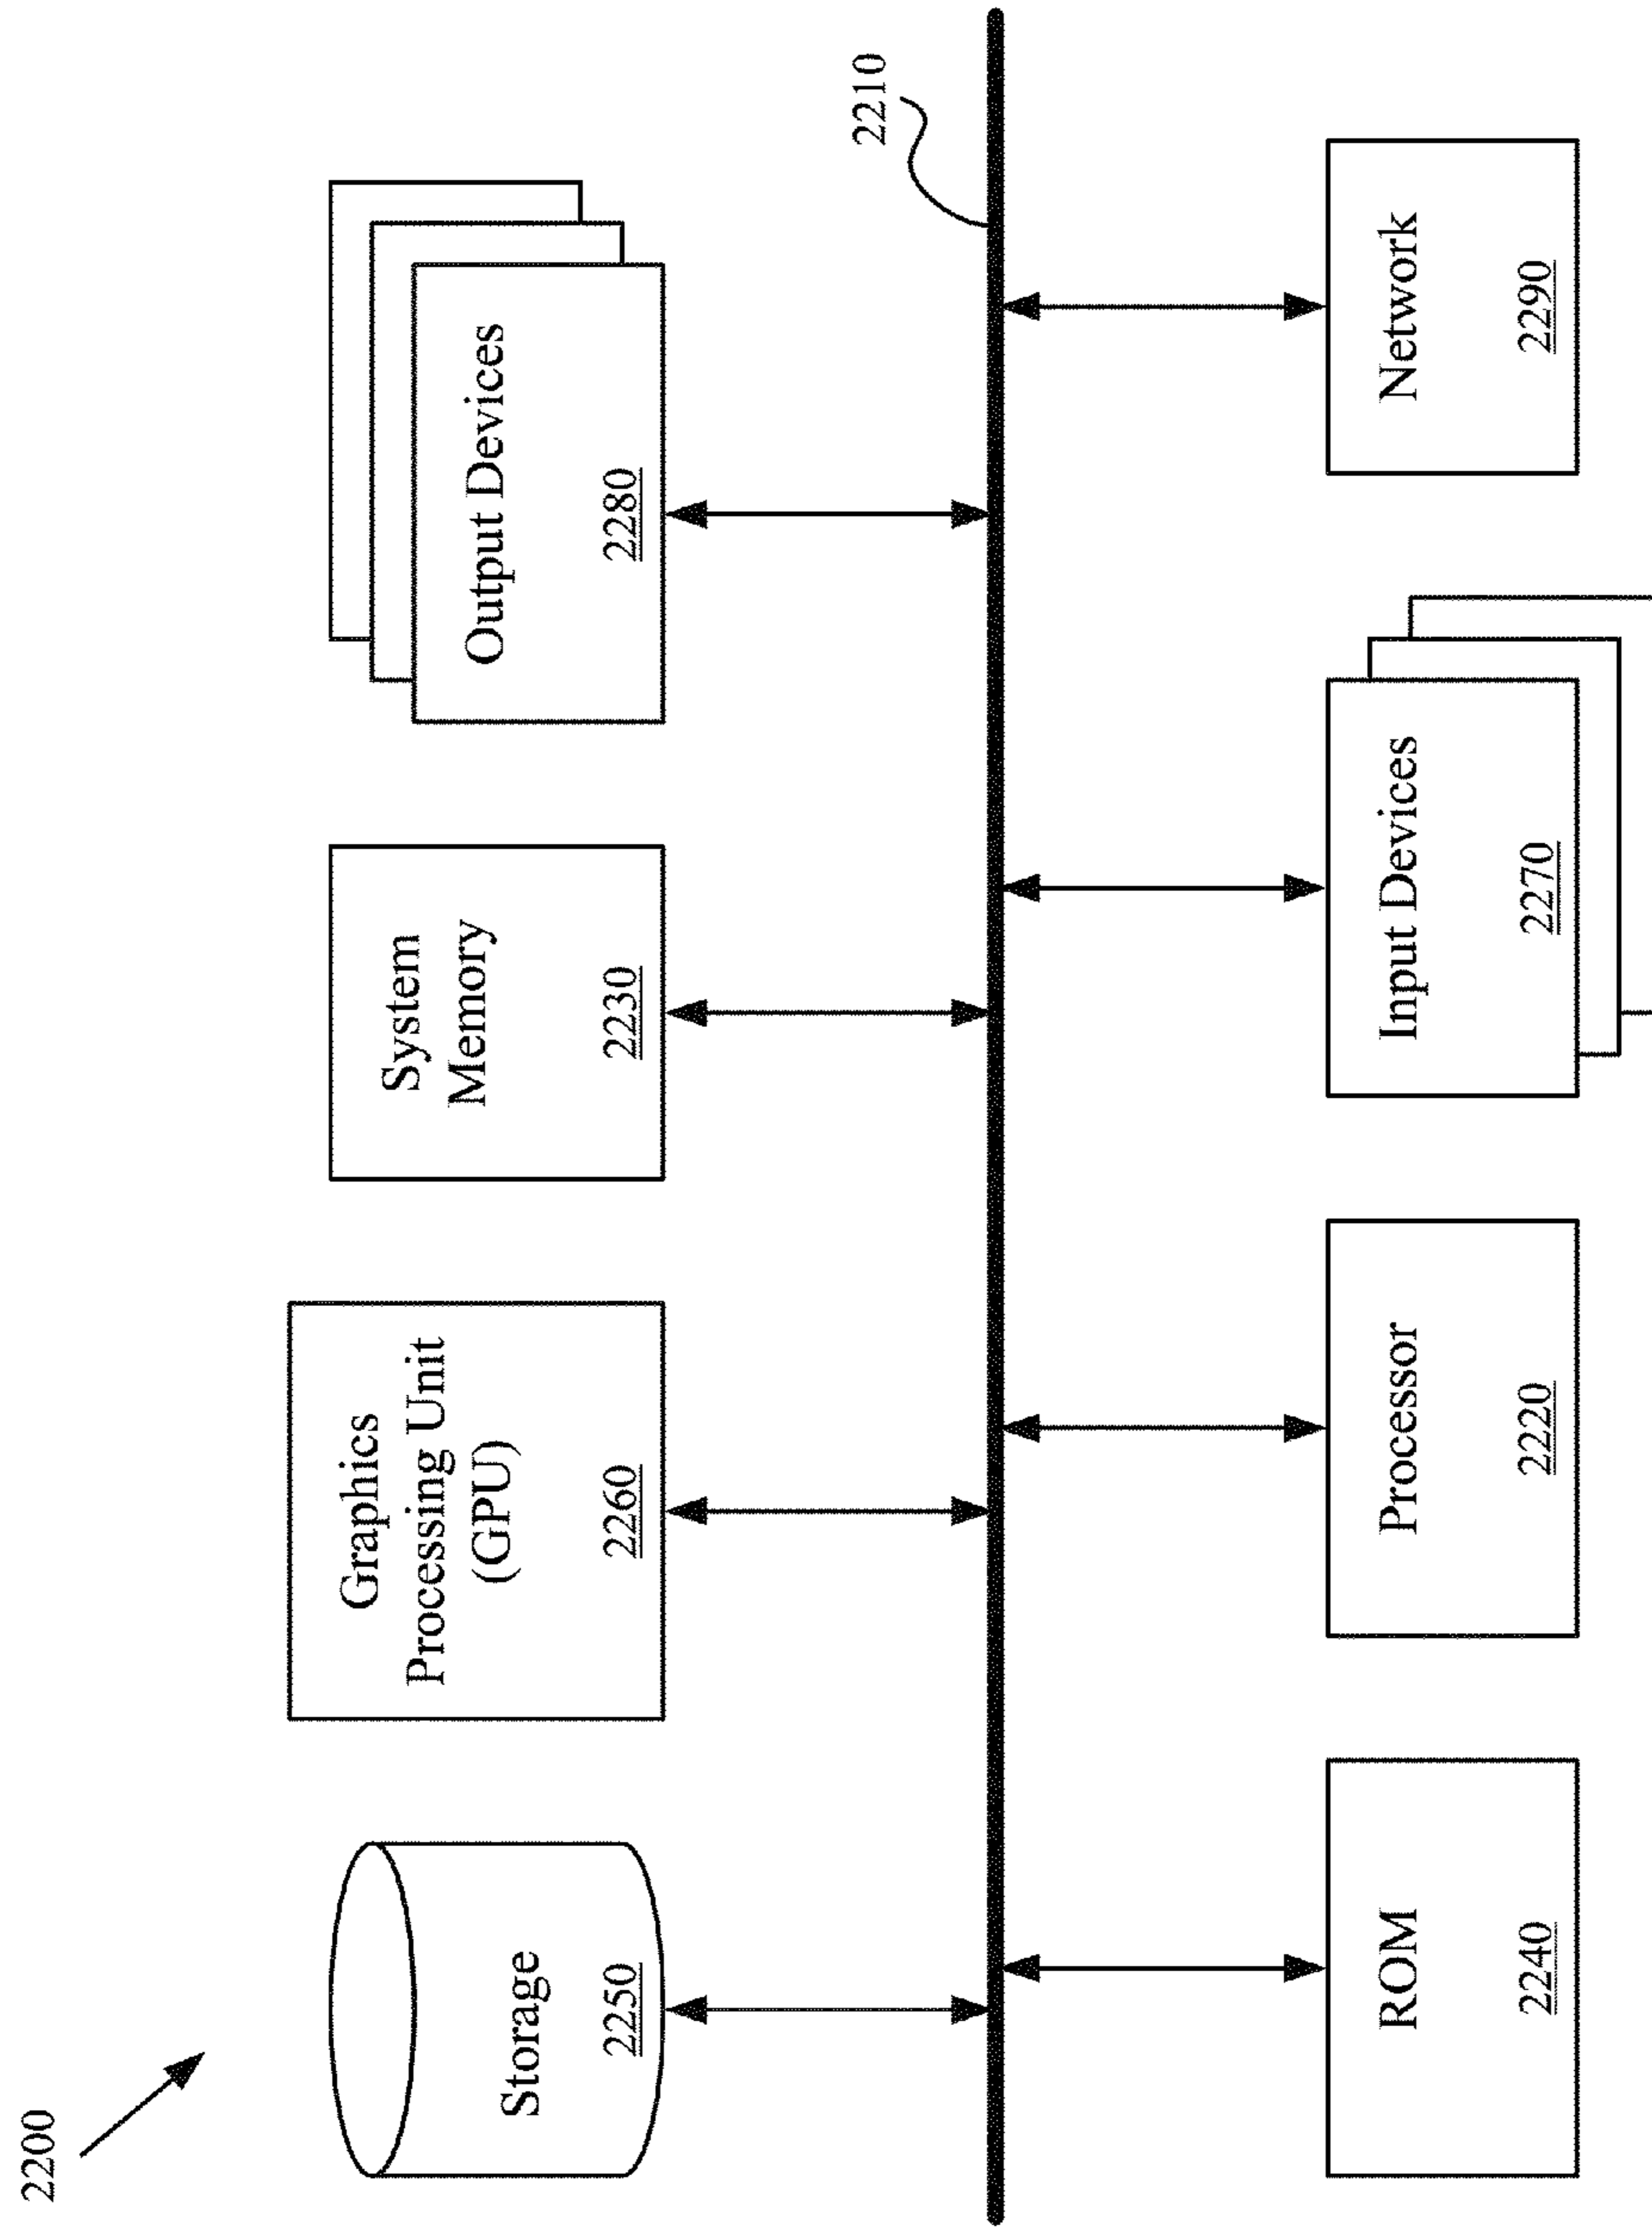 2200
Storage
2250
Graphics
Processing Unit
(GPU)
2260
System
Memory
2230
Output Devices
2280
2210
ROM
2240
Processor
2220
Input Devices
2270
Network
2290